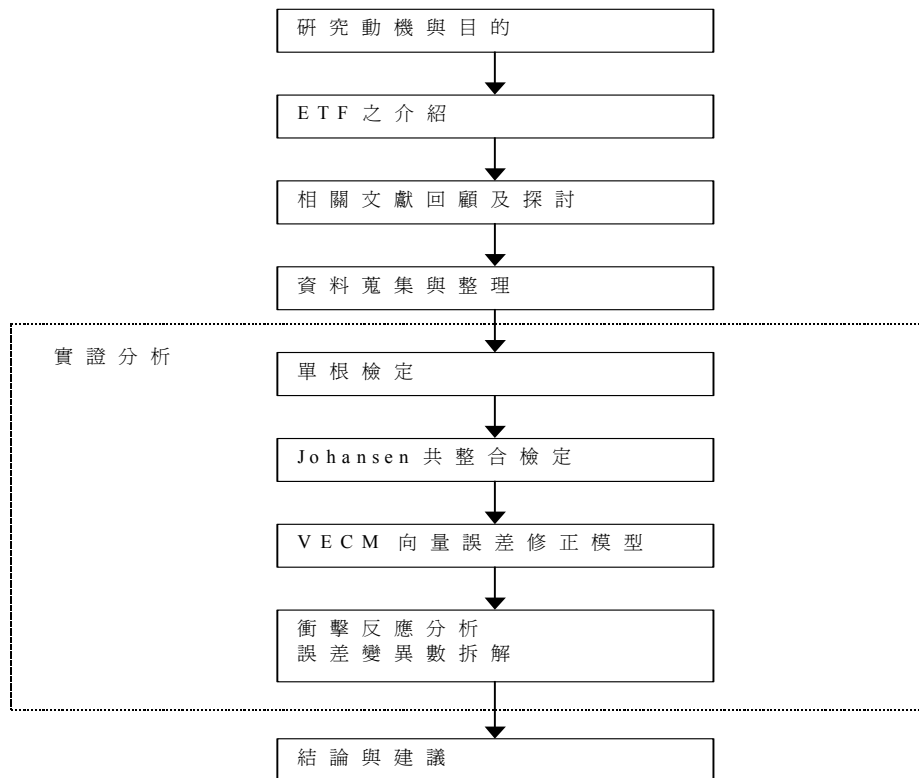 研究動機與目的
ETF之介紹
相關文獻回顧及探討
資料蒐集與整理
實證分析
單根檢定
Johansen共整合檢定
VECM向量誤差修正模型
衝擊反應分析
誤差變異數拆解
結論與建議